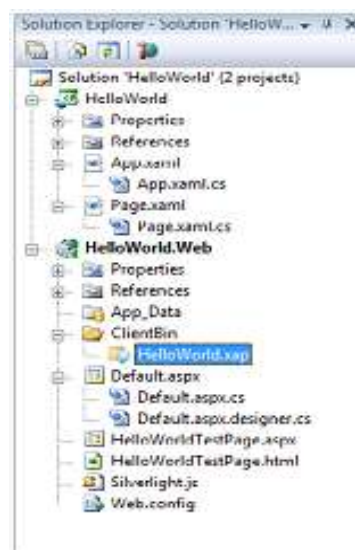 Solution Explorer - Solution 'HelloW...
Solution 'HelloWorld' (2 projects)
HelloWorld
Properties
References
App.xaml
App.xaml.cs
Page.xaml
Page.xaml.cs
HelloWorld.Web
Properties
References
App_Data
ClientBin
HelloWorld.xap
Default.aspx
Default.aspx.cs
Default.aspx.designer.cs
HelloWorldTestPage.aspx
HelloWorldTestPage.html
Silverlight.js
Web.config